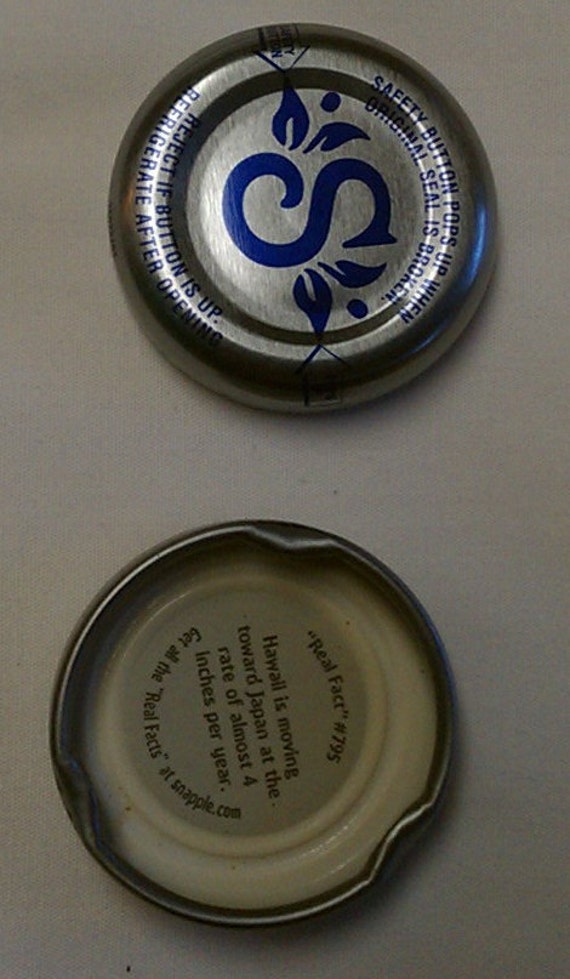 SAFETY
BUTTON
SAFETY BUTTON POPS UP WHEN
ORIGINAL SEAL IS BROKEN.
S
REJECT IF BUTTON IS UP.
REFRIGERATE AFTER OPENING
"Real Fact" #795
Hawaii is moving
toward Japan at the
rate of almost 4
inches per year.
Get all the "Real Facts" at snapple.com